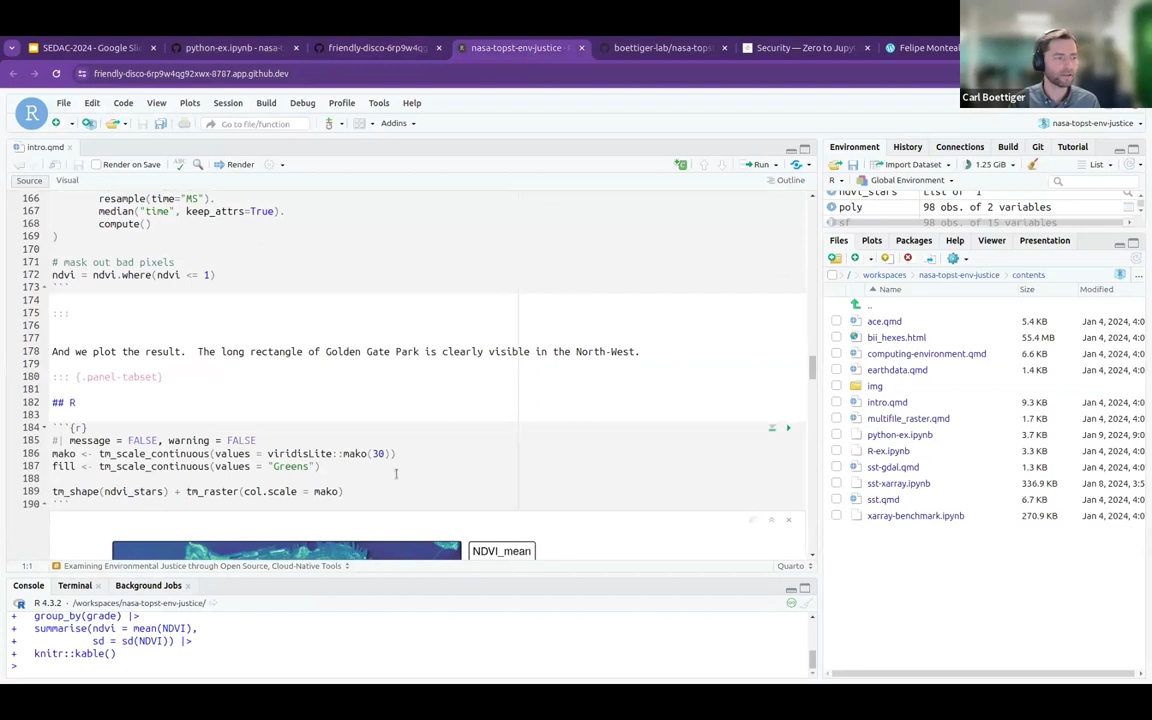 SEDAC-2024 - Google Sli
python-ex.ipynb - nasa-t
friendly-disco-6rp9w4qg
nasa-topst-env-justice -
boettiger-lab/nasa-topst
Security — Zero to Jupy
Felipe Monteal
friendly-disco-6rp9w4qg92xwx-8787.app.github.dev
Carl Boettiger
File Edit Code View Plots Session Build Debug Profile Tools Help
Go to file/function
Addins
nasa-topst-env-justice
intro.qmd
Render on Save
Render
Run
Source Visual
Outline
166 resample(time="MS").
167 median("time", keep_attrs=True).
168 compute()
169 )
170
171 # mask out bad pixels
172 ndvi = ndvi.where(ndvi <= 1)
173 ```
174
175 :::
176
177
178 And we plot the result.  The long rectangle of Golden Gate Park is clearly visible in the North-West.
179
180 ::: {.panel-tabset}
181
182 ## R
183
184 ```{r}
185 #| message = FALSE, warning = FALSE
186 mako <- tm_scale_continuous(values = viridisLite::mako(30))
187 fill <- tm_scale_continuous(values = "Greens")
188
189 tm_shape(ndvi_stars) + tm_raster(col.scale = mako)
190 ```
NDVI_mean
1:1 Examining Environmental Justice through Open Source, Cloud-Native Tools
Quarto
Console Terminal Background Jobs
R 4.3.2 · /workspaces/nasa-topst-env-justice/
+ group_by(grade) |>
+ summarise(ndvi = mean(NDVI),
+ sd = sd(NDVI)) |>
+ knitr::kable()
>
Environment History Connections Build Git Tutorial
Import Dataset 1.25 GiB List
R Global Environment
ndvi_stars List of 1
poly 98 obs. of 2 variables
sf 98 obs. of 15 variables
Files Plots Packages Help Viewer Presentation
/ workspaces nasa-topst-env-justice contents ...
Name Size Modified
..
ace.qmd 5.4 KB Jan 4, 2024, 4:0
bii_hexes.html 55.4 MB Jan 4, 2024, 4:0
computing-environment.qmd 6.6 KB Jan 4, 2024, 4:0
earthdata.qmd 1.4 KB Jan 4, 2024, 4:0
img
intro.qmd 9.3 KB Jan 4, 2024, 4:0
multifile_raster.qmd 1.7 KB Jan 4, 2024, 4:0
python-ex.ipynb 3.7 KB Jan 9, 2024, 9:0
R-ex.ipynb 3.3 KB Jan 4, 2024, 4:0
sst-gdal.qmd 1.3 KB Jan 4, 2024, 4:0
sst-xarray.ipynb 336.9 KB Jan 8, 2024, 3:5
sst.qmd 6.7 KB Jan 4, 2024, 4:0
xarray-benchmark.ipynb 270.9 KB Jan 4, 2024, 4:0